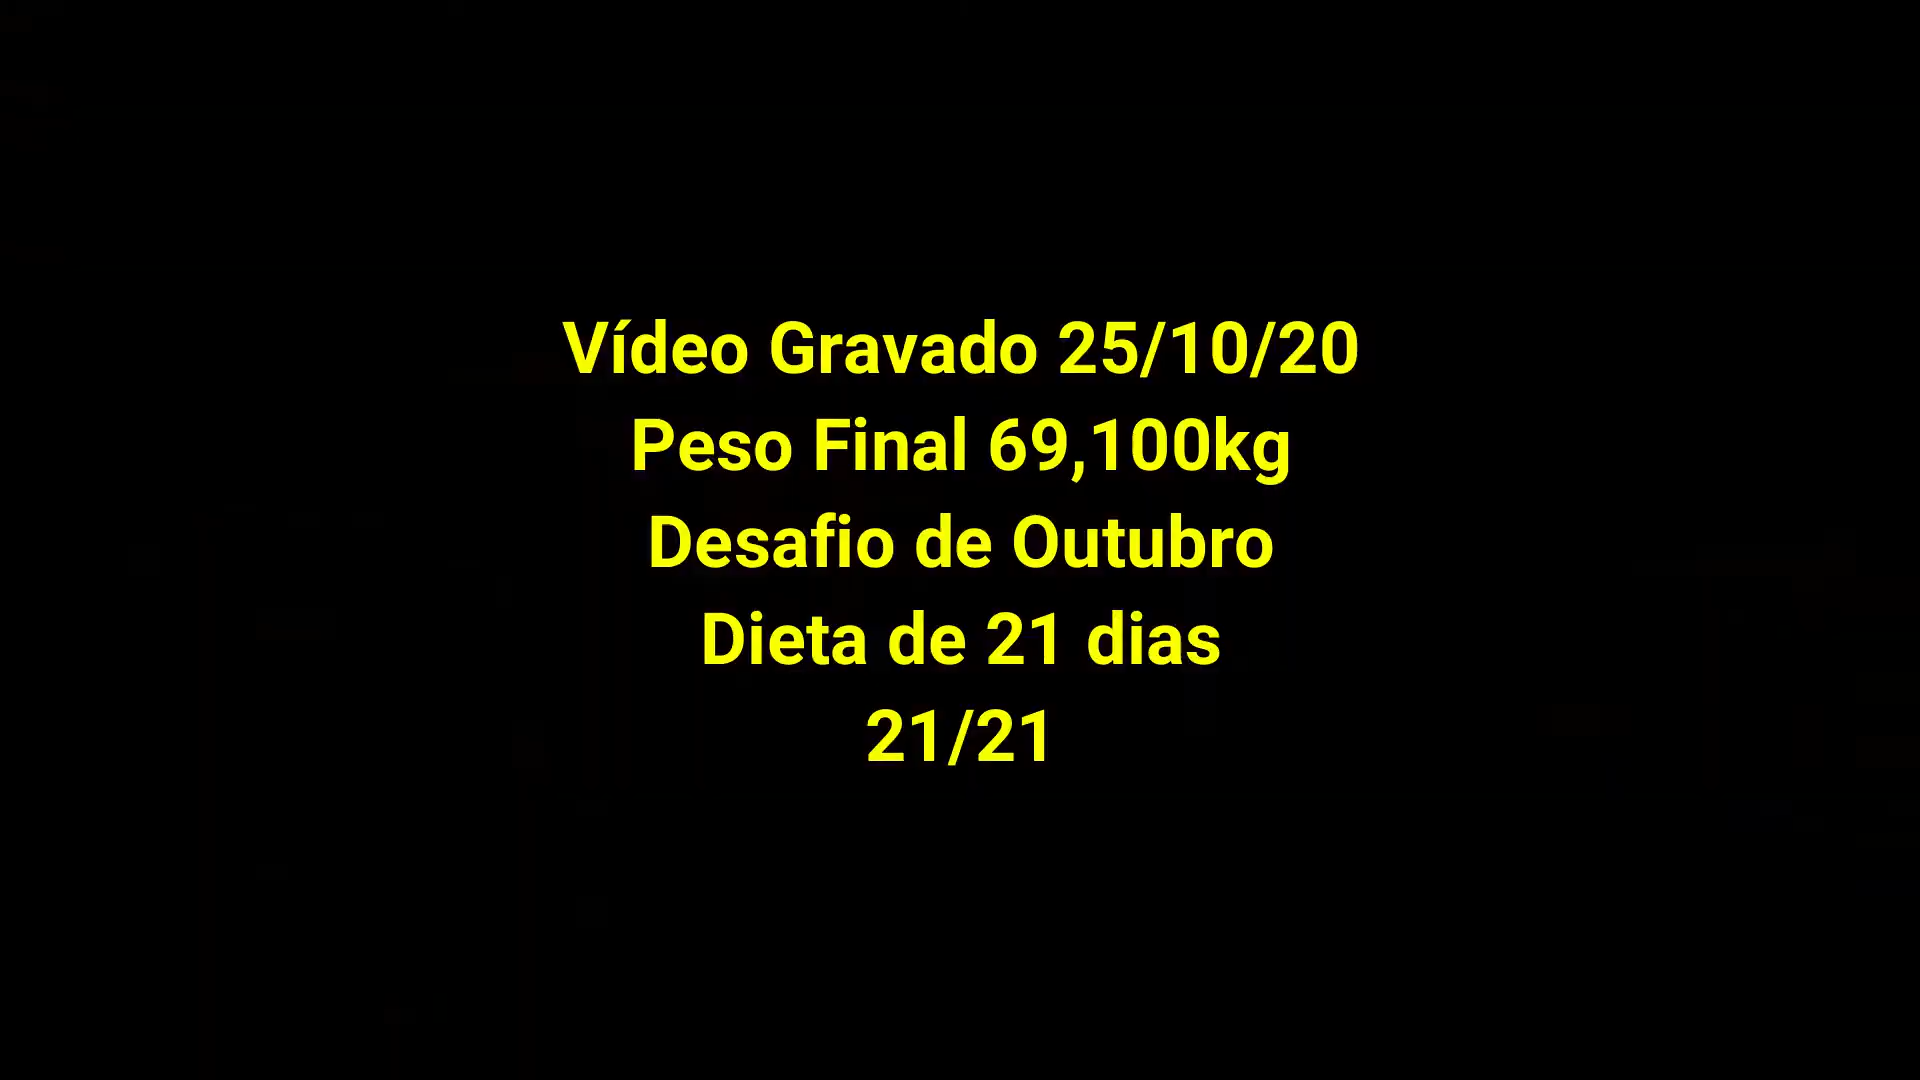 Vídeo Gravado 25/10/20
Peso Final 69,100kg
Desafio de Outubro
Dieta de 21 dias
21/21